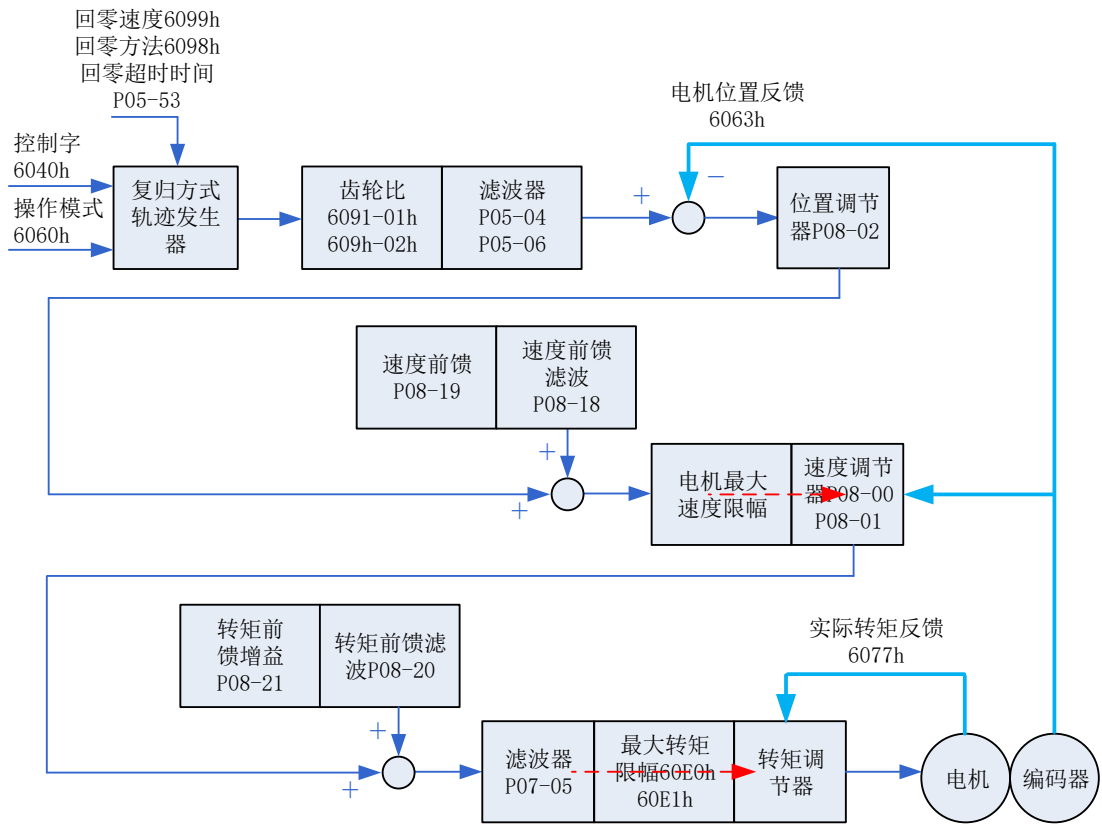 回零速度6099h
回零方法6098h
回零超时时间
P05-53
控制字
6040h
操作模式
6060h
复归方式
轨迹发生
器
齿轮比
6091-01h
609h-02h
滤波器
P05-04
P05-06
+
电机位置反馈
6063h
−
位置调节
器P08-02
速度前馈
P08-19
速度前馈
滤波
P08-18
+
+
电机最大
速度限幅
速度调节
器P08-00
P08-01
转矩前
馈增益
P08-21
转矩前馈滤
波P08-20
+
+
滤波器
P07-05
最大转矩
限幅60E0h
60E1h
转矩调
节器
实际转矩反馈
6077h
电机
编码器